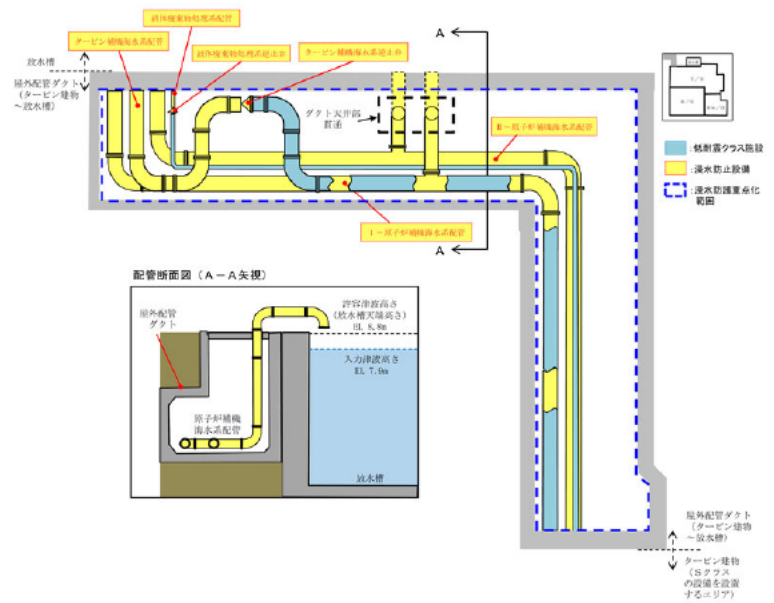 液体廃棄物処理系配管
タービン補機海水系配管
液体廃棄物処理系逆止弁
タービン補機海水系逆止弁
A
放水槽
屋外配管ダクト
(タービン建物
~放水槽)
ダクト天井部
貫通
Ⅱ-原子炉補機海水系配管
:低耐震クラス施設
:浸水防止設備
:浸水防護重点化
範囲
Ⅰ-原子炉補機海水系配管
A
配管断面図(A-A矢視)
屋外配管
ダクト
許容津波高さ
(放水槽天端高さ)
EL 8.8m
入力津波高さ
EL 7.9m
原子炉補機
海水系配管
放水槽
屋外配管ダクト
(タービン建物
~放水槽)
タービン建物
(Sクラス
の設備を設置
するエリア)